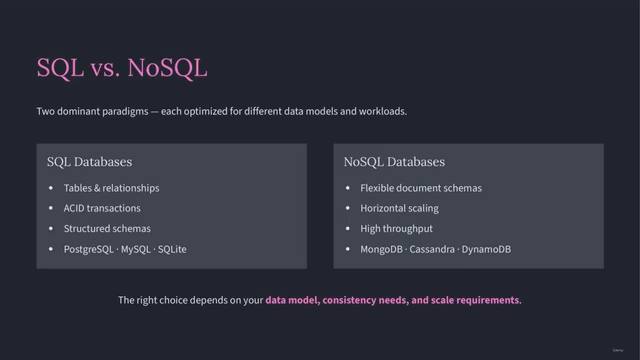 SQL vs. NoSQL
Two dominant paradigms — each optimized for different data models and workloads.
SQL Databases
• Tables & relationships
• ACID transactions
• Structured schemas
• PostgreSQL · MySQL · SQLite
NoSQL Databases
• Flexible document schemas
• Horizontal scaling
• High throughput
• MongoDB · Cassandra · DynamoDB
The right choice depends on your data model, consistency needs, and scale requirements.